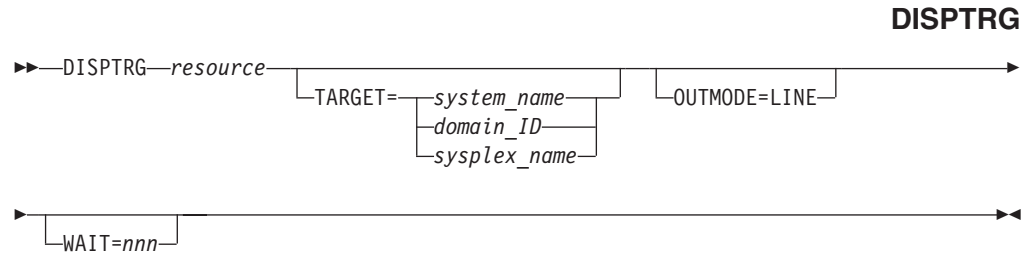 DISPTRG
DISPTRG resource
TARGET= system_name OUTMODE=LINE
domain_ID
sysplex_name
WAIT=nnn